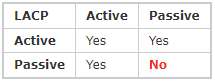 LACP Active Passive
Active Yes Yes
Passive Yes No